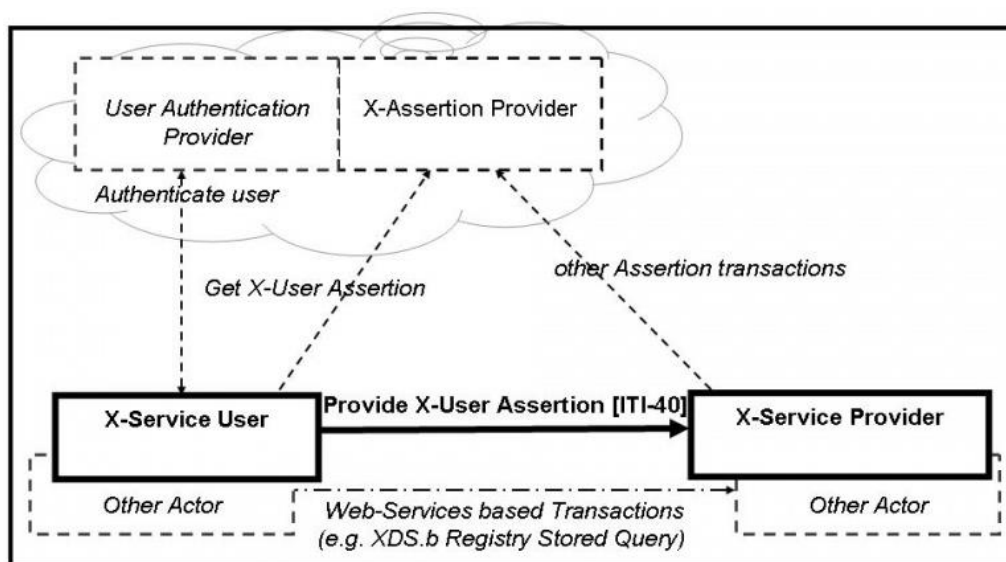 User Authentication
Provider
X-Assertion Provider
Authenticate user
Get X-User Assertion
other Assertion transactions
X-Service User
Provide X-User Assertion [ITI-40]
X-Service Provider
Other Actor
Web-Services based Transactions
(e.g. XDS.b Registry Stored Query)
Other Actor